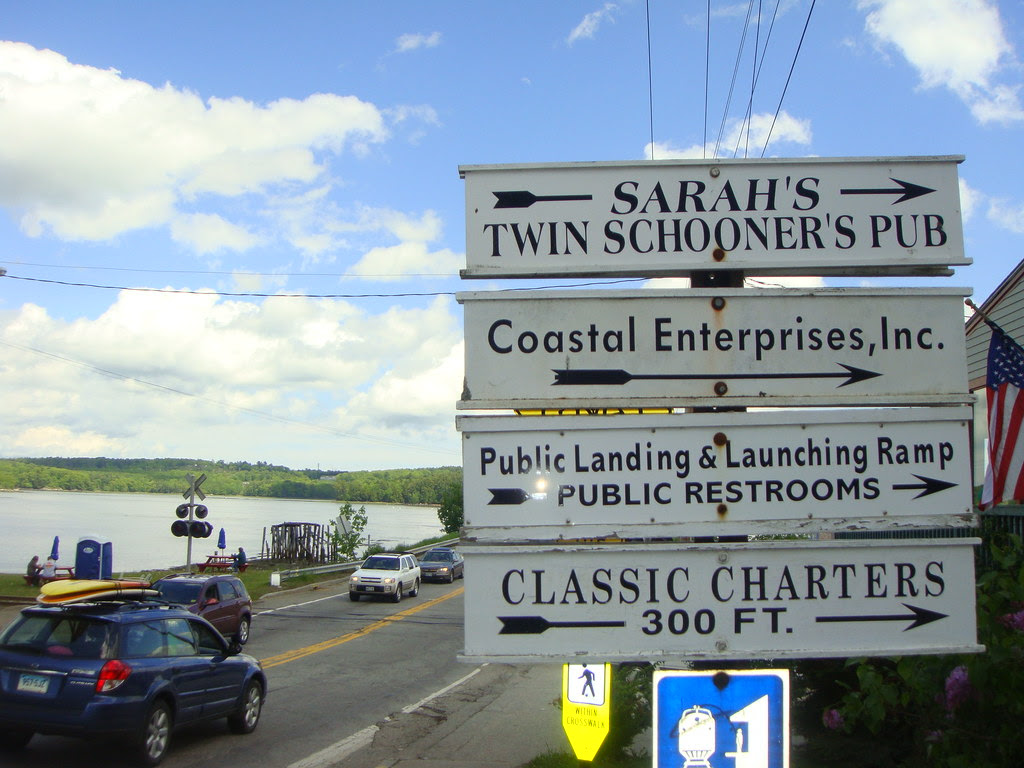 SARAH'S
TWIN SCHOONER'S PUB
Coastal Enterprises,Inc.
Public Landing & Launching Ramp
PUBLIC RESTROOMS
CLASSIC CHARTERS
300 FT.
WITHIN
CROSSWALK